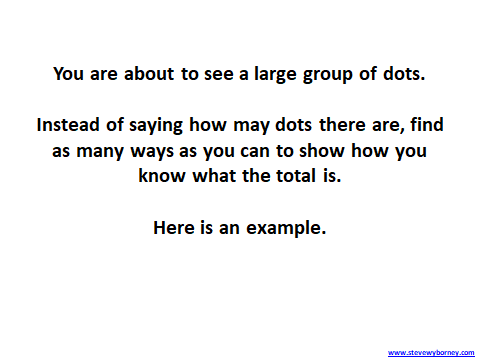 You are about to see a large group of dots.
Instead of saying how may dots there are, find
as many ways as you can to show how you
know what the total is.
Here is an example.
www.stevewyborney.com